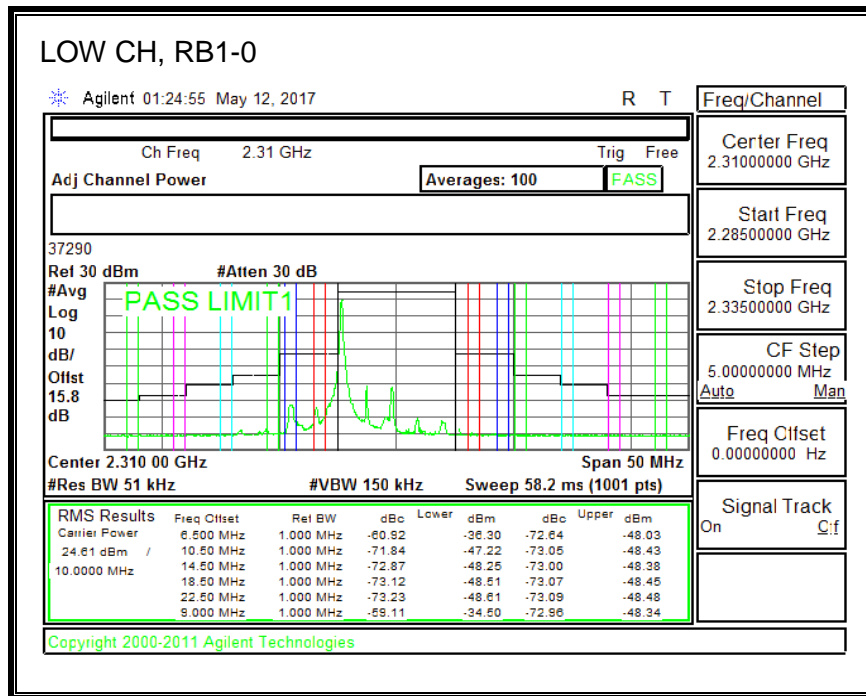 LOW CH, RB1-0
Agilent 01:24:55 May 12, 2017 R T
Freq/Channel
Ch Freq 2.31 GHz Trig Free
Adj Channel Power Averages: 100 PASS
Center Freq
2.31000000 GHz
Start Freq
2.28500000 GHz
Stop Freq
2.33500000 GHz
CF Step
5.00000000 MHz
Auto Man
Freq Offset
0.00000000 Hz
Signal Track
On Off
37290
Ref 30 dBm #Atten 30 dB
#Avg
Log
10
dB/
Offst
15.8
dB
PASS LIMIT1
Center 2.310 00 GHz Span 50 MHz
#Res BW 51 kHz #VBW 150 kHz Sweep 58.2 ms (1001 pts)
RMS Results Freq Offset Ref BW dBc Lower dBm dBc Upper dBm
Carrier Power 6.500 MHz 1.000 MHz -60.92 -36.30 -72.64 -48.03
24.61 dBm / 10.50 MHz 1.000 MHz -71.84 -47.22 -73.05 -48.43
10.0000 MHz 14.50 MHz 1.000 MHz -72.87 -48.25 -73.00 -48.38
18.50 MHz 1.000 MHz -73.12 -48.51 -73.07 -48.45
22.50 MHz 1.000 MHz -73.23 -48.61 -73.09 -48.48
9.000 MHz 1.000 MHz -59.11 -34.50 -72.96 -48.34
Copyright 2000-2011 Agilent Technologies